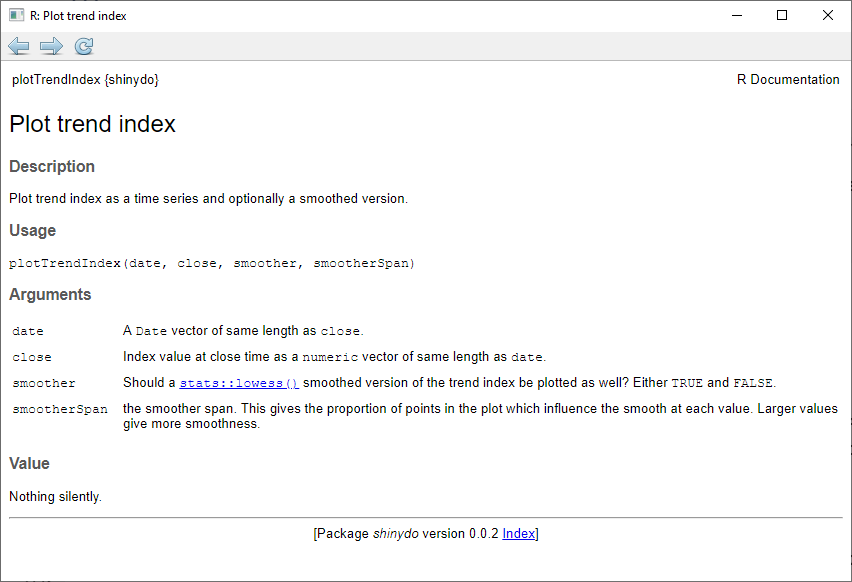 R: Plot trend index
plotTrendIndex {shinydo} R Documentation
Plot trend index
Description
Plot trend index as a time series and optionally a smoothed version.
Usage
plotTrendIndex(date, close, smoother, smootherSpan)
Arguments
date A Date vector of same length as close.
close Index value at close time as a numeric vector of same length as date.
smoother Should a stats::lowess() smoothed version of the trend index be plotted as well? Either TRUE and FALSE.
smootherSpan the smoother span. This gives the proportion of points in the plot which influence the smooth at each value. Larger values
give more smoothness.
Value
Nothing silently.
[Package shinydo version 0.0.2 Index]